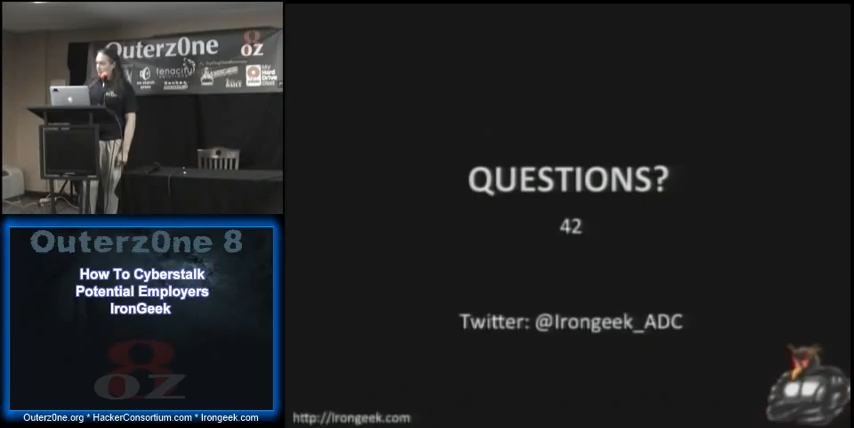 Outerz0ne 8
OZ
tenacity
QUESTIONS?
42
Twitter: @Irongeek_ADC
http://Irongeek.com
Outerz0ne 8
How To Cyberstalk
Potential Employers
IronGeek
8
OZ
Outerz0ne.org * HackerConsortium.com * Irongeek.com